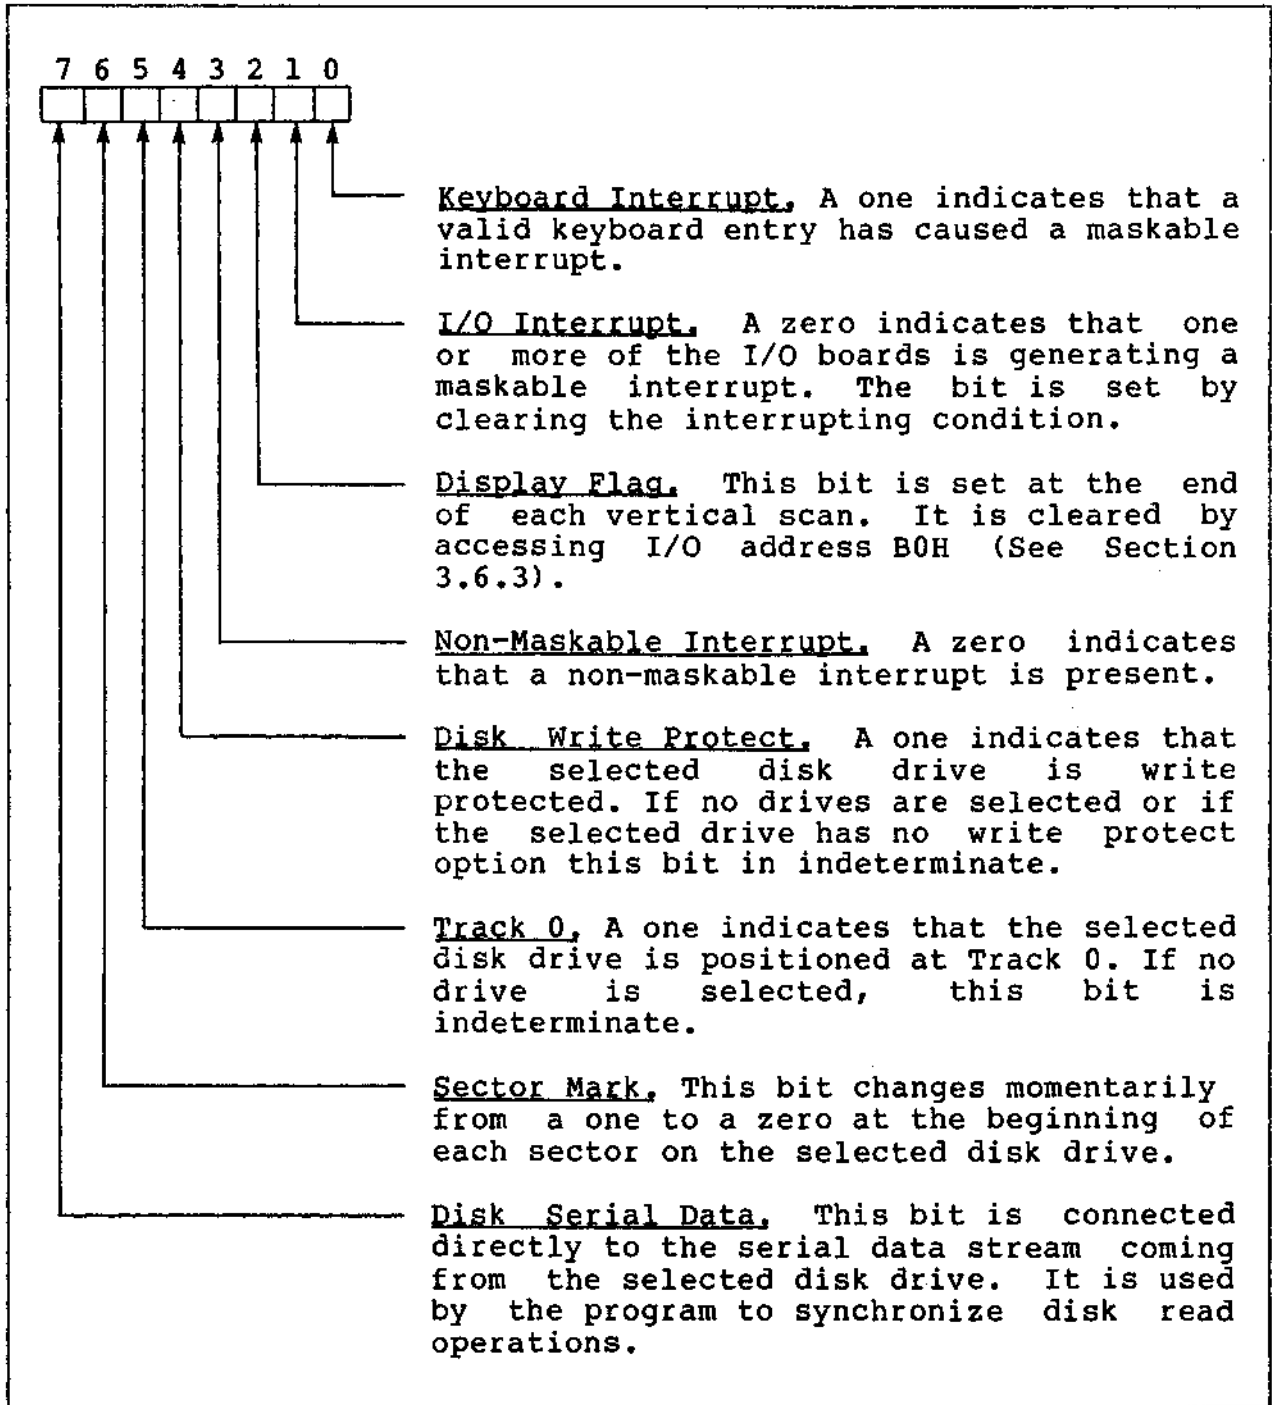 7 6 5 4 3 2 1 0
Keyboard Interrupt. A one indicates that a
valid keyboard entry has caused a maskable
interrupt.
I/O Interrupt. A zero indicates that one
or more of the I/O boards is generating a
maskable interrupt. The bit is set by
clearing the interrupting condition.
Display Flag. This bit is set at the end
of each vertical scan. It is cleared by
accessing I/O address B0H (See Section
3.6.3).
Non-Maskable Interrupt. A zero indicates
that a non-maskable interrupt is present.
Disk Write Protect. A one indicates that
the selected disk drive is write
protected. If no drives are selected or if
the selected drive has no write protect
option this bit in indeterminate.
Track 0. A one indicates that the selected
disk drive is positioned at Track 0. If no
drive is selected, this bit is
indeterminate.
Sector Mark. This bit changes momentarily
from a one to a zero at the beginning of
each sector on the selected disk drive.
Disk Serial Data. This bit is connected
directly to the serial data stream coming
from the selected disk drive. It is used
by the program to synchronize disk read
operations.